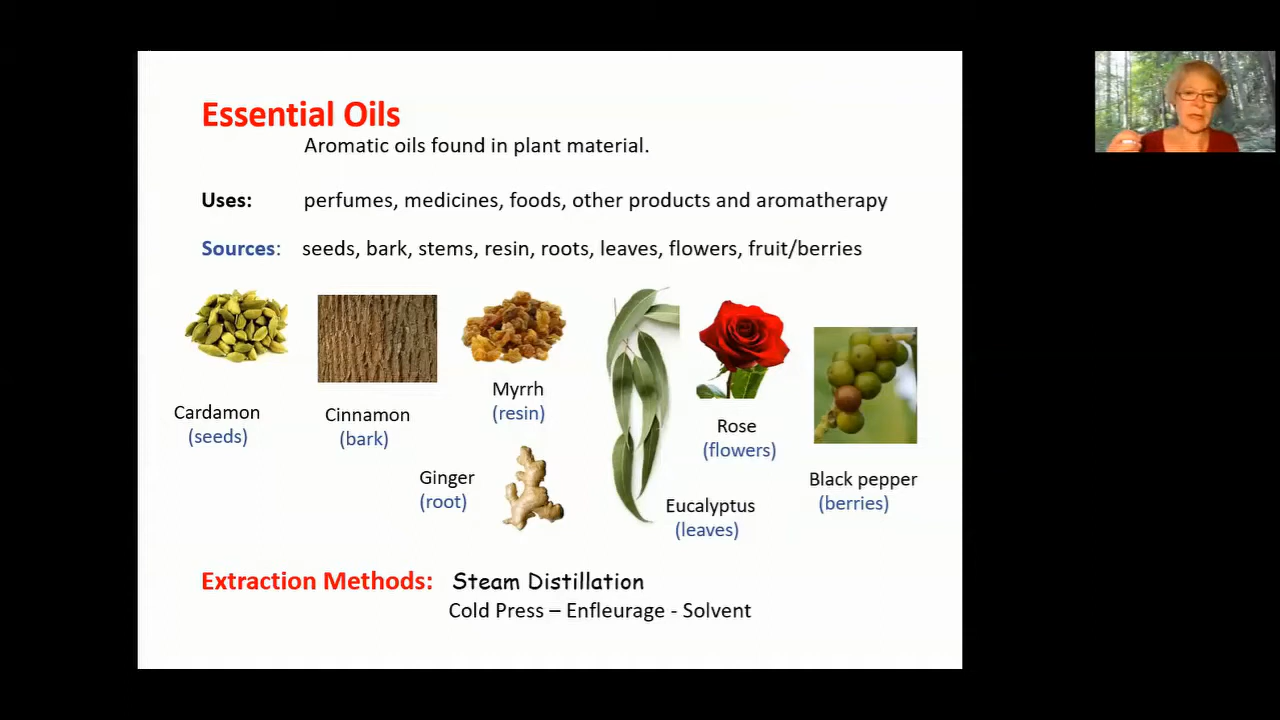 Essential Oils
Aromatic oils found in plant material.
Uses: perfumes, medicines, foods, other products and aromatherapy
Sources: seeds, bark, stems, resin, roots, leaves, flowers, fruit/berries
Cardamon
(seeds)
Cinnamon
(bark)
Myrrh
(resin)
Ginger
(root)
Eucalyptus
(leaves)
Rose
(flowers)
Black pepper
(berries)
Extraction Methods: Steam Distillation
Cold Press – Enfleurage - Solvent